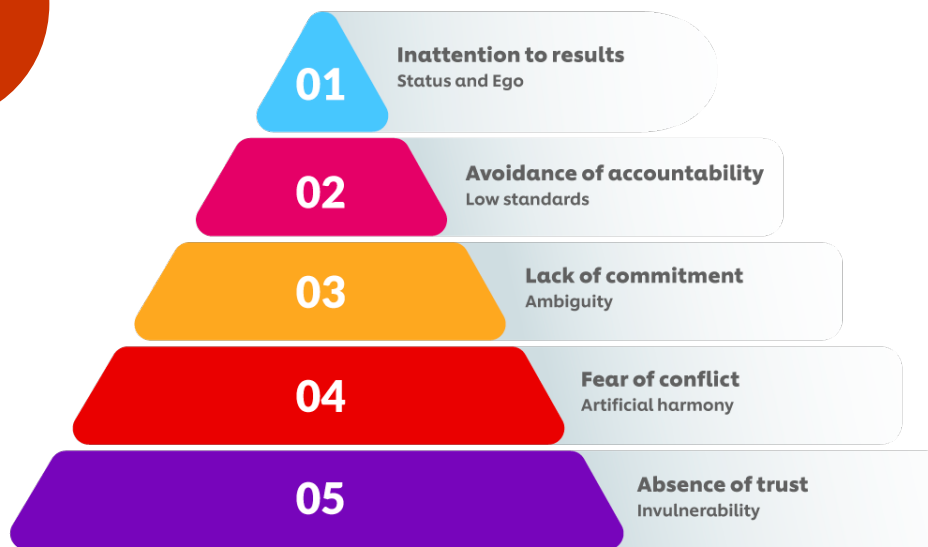 01
Inattention to results
Status and Ego
02
Avoidance of accountability
Low standards
03
Lack of commitment
Ambiguity
04
Fear of conflict
Artificial harmony
05
Absence of trust
Invulnerability